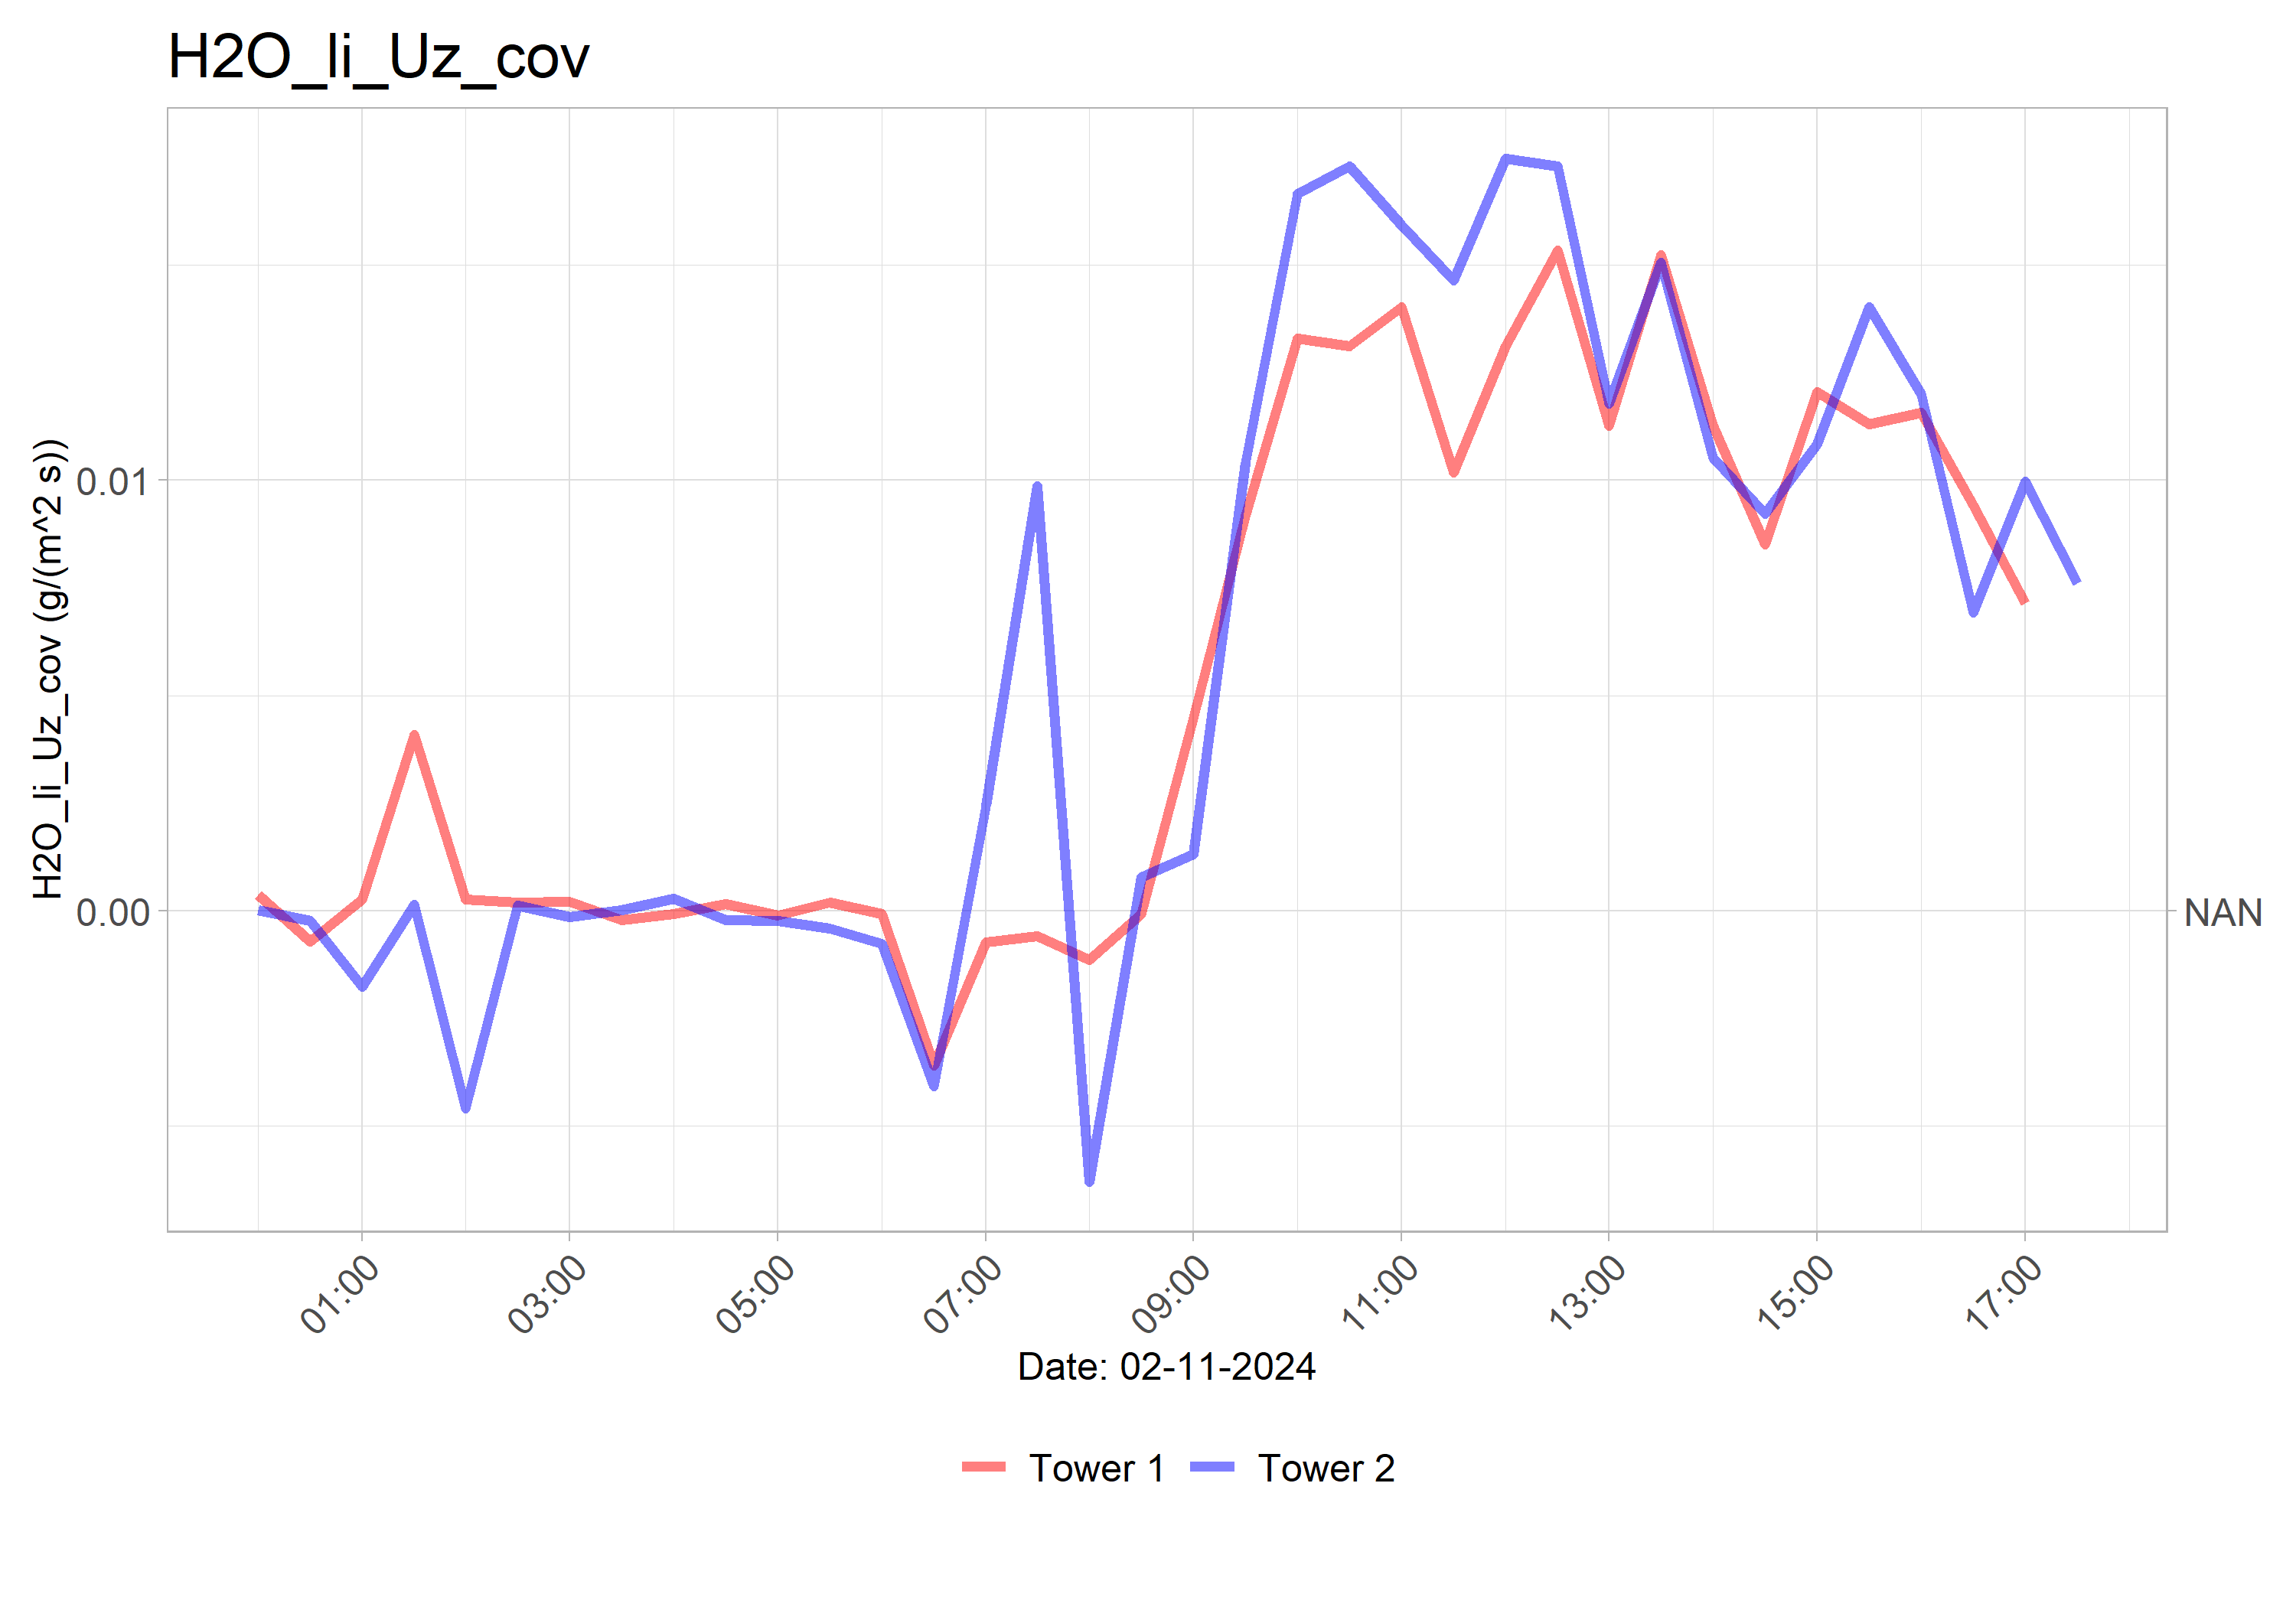 H2O_li_Uz_cov
H2O_li_Uz_cov (g/(m^2 s))
0.01
0.00
NAN
01:00
03:00
05:00
07:00
09:00
11:00
13:00
15:00
17:00
Date: 02-11-2024
Tower 1
Tower 2